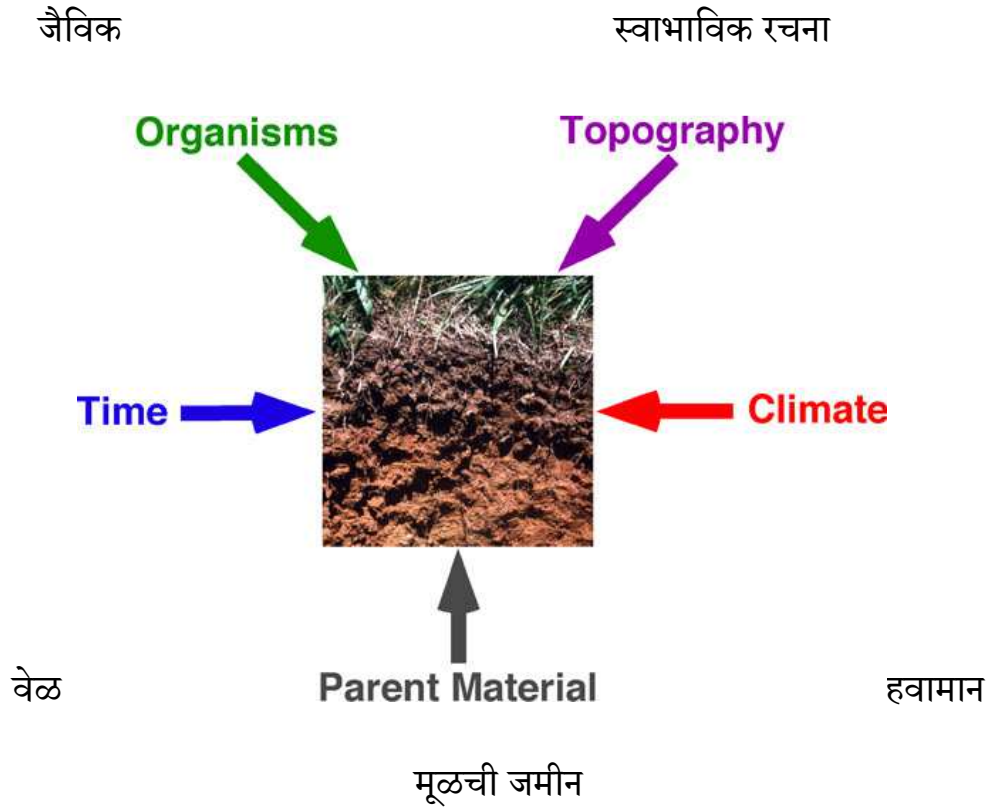 जैविक स्वाभाविक रचना
Organisms Topography
Time Climate
वेळ Parent Material हवामान
मूळची जमीन